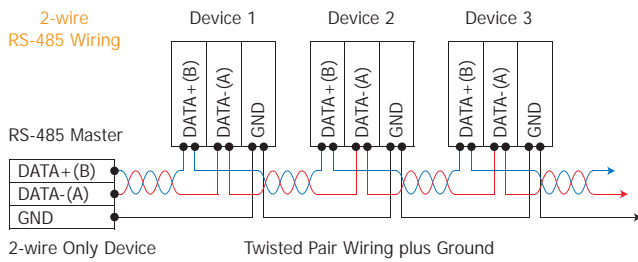 2-wire
RS-485 Wiring
Device 1
Device 2
Device 3
DATA+(B)
DATA-(A)
GND
DATA+(B)
DATA-(A)
GND
DATA+(B)
DATA-(A)
GND
RS-485 Master
DATA+(B)
DATA-(A)
GND
2-wire Only Device
Twisted Pair Wiring plus Ground